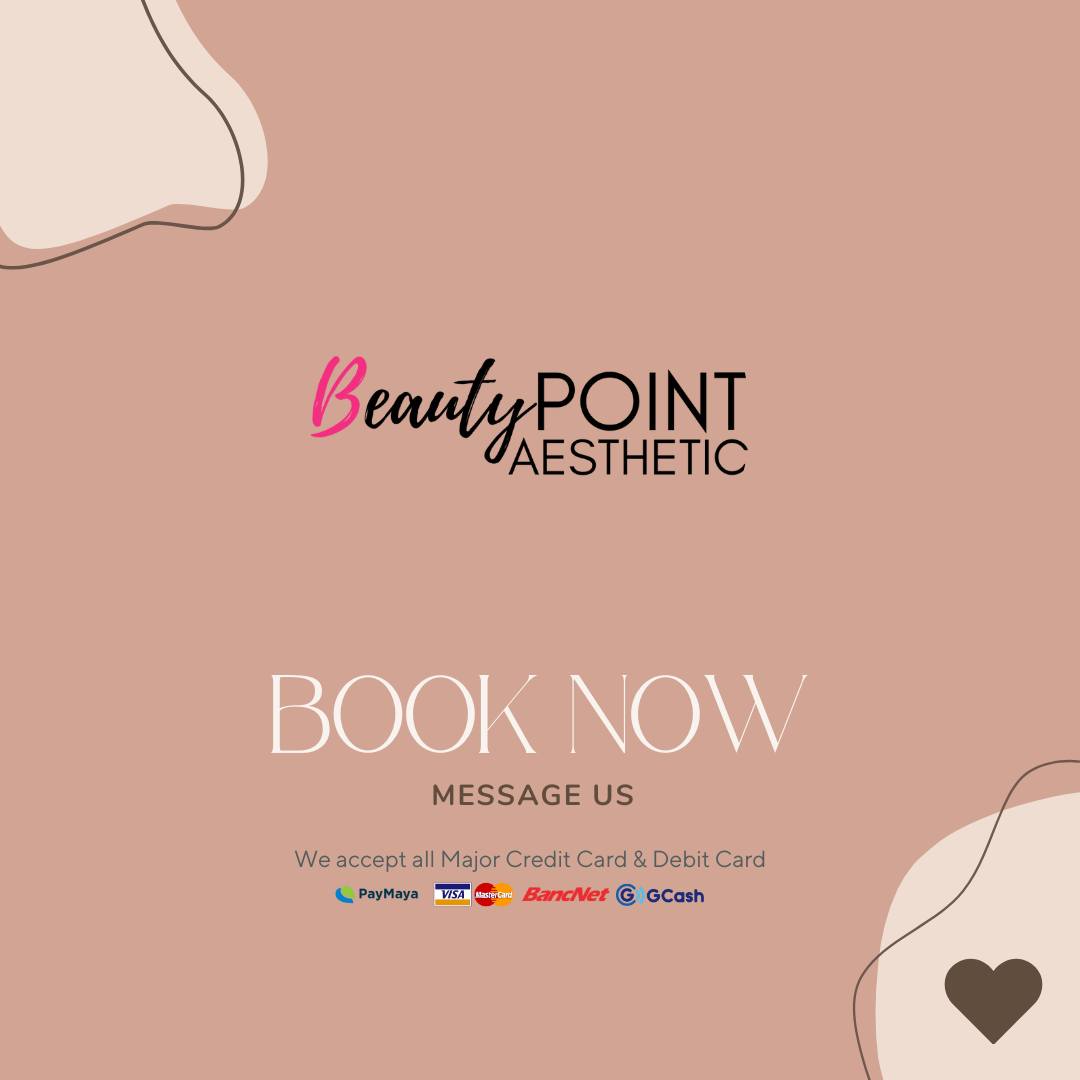 BeautyPOINT
AESTHETIC
BOOK NOW
MESSAGE US
We accept all Major Credit Card & Debit Card
PayMaya VISA MasterCard BancNet GCash